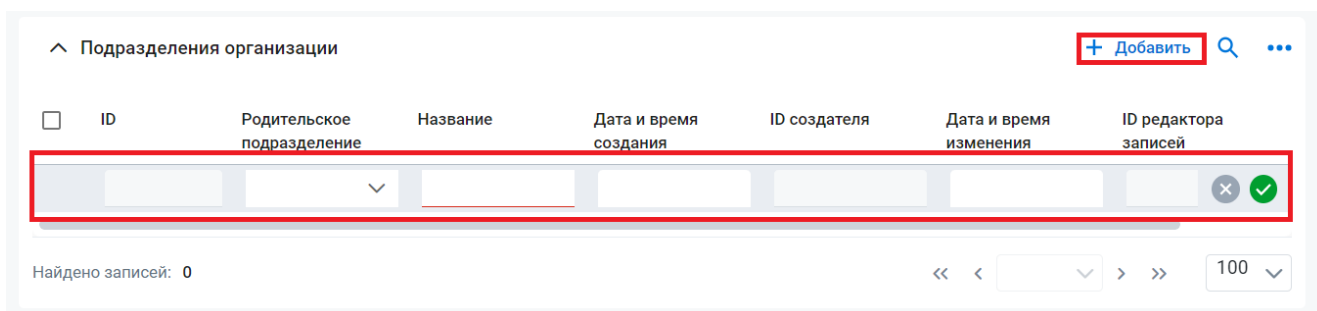 Подразделения организации
Добавить
ID Родительское подразделение Название Дата и время создания ID создателя Дата и время изменения ID редактора записей
Найдено записей: 0
100